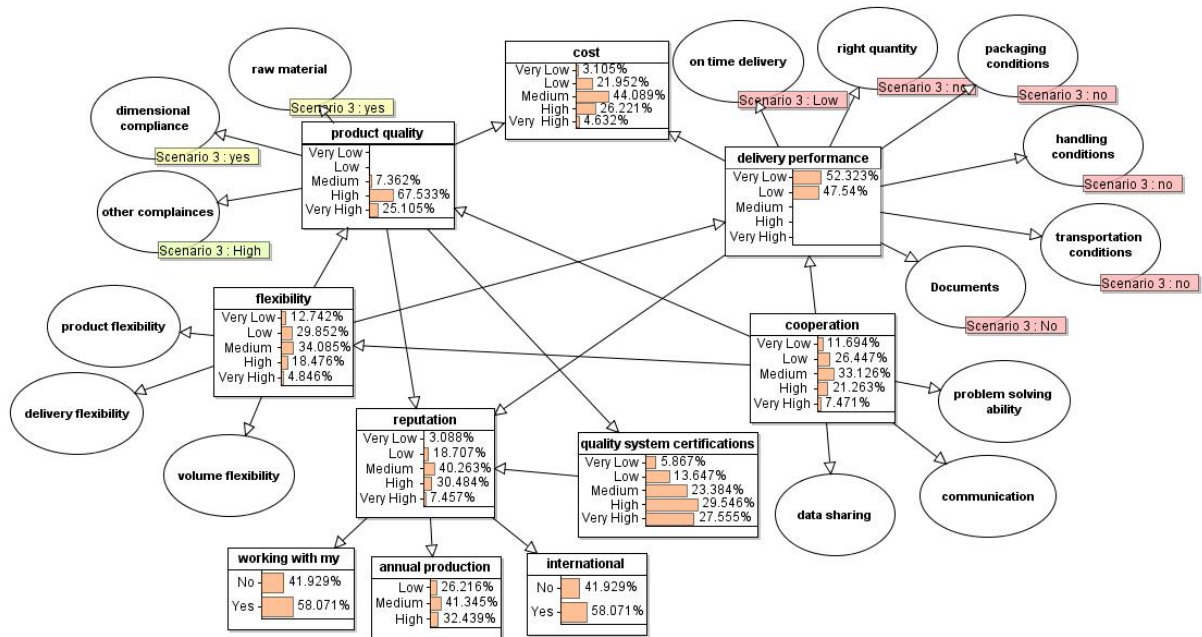 raw material
Scenario 3 : yes
dimensional
compliance
Scenario 3 : yes
other complainces
Scenario 3 : High
product quality
Very Low
Low
Medium 7.362%
High 67.533%
Very High 25.105%
cost
Very Low 3.105%
Low 21.952%
Medium 44.089%
High 26.221%
Very High 4.632%
on time delivery
Scenario 3 : Low
right quantity
Scenario 3 : no
packaging
conditions
Scenario 3 : no
handling
conditions
Scenario 3 : no
transportation
conditions
Scenario 3 : no
Documents
Scenario 3 : No
delivery performance
Very Low 52.323%
Low 47.54%
Medium
High
Very High
flexibility
Very Low 12.742%
Low 29.852%
Medium 34.085%
High 18.476%
Very High 4.846%
product flexibility
delivery flexibility
volume flexibility
cooperation
Very Low 11.694%
Low 26.447%
Medium 33.126%
High 21.263%
Very High 7.471%
problem solving
ability
communication
data sharing
reputation
Very Low 3.088%
Low 18.707%
Medium 40.263%
High 30.484%
Very High 7.457%
quality system certifications
Very Low 5.867%
Low 13.647%
Medium 23.384%
High 29.546%
Very High 27.555%
working with my
No 41.929%
Yes 58.071%
annual production
Low 26.216%
Medium 41.345%
High 32.439%
international
No 41.929%
Yes 58.071%